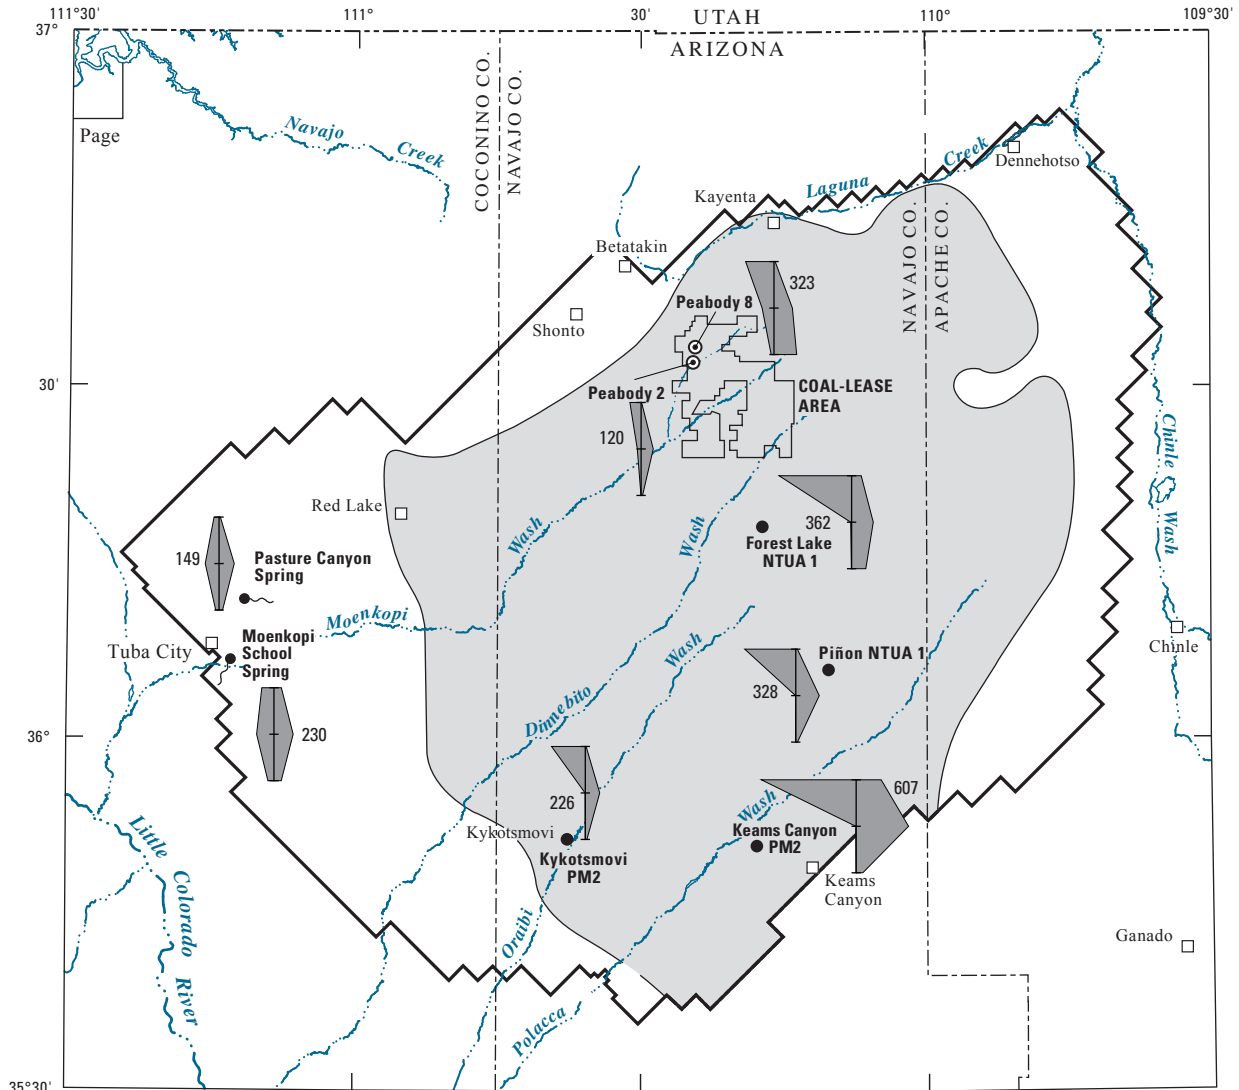 111°30'
111°
30'
UTAH
110°
109°30'
37°
ARIZONA
COCONINO CO.
NAVAJO CO.
Page
Navajo
Creek
Creek
Dennehotso
Laguna
Kayenta
Betatakin
NAVAJO CO.
APACHE CO.
323
Peabody 8
Shonto
30'
Peabody 2
COAL-LEASE
AREA
120
Chinle Wash
Red Lake
Wash
362
Wash
Forest Lake
NTUA 1
149
Pasture Canyon
Spring
Moenkopi
Tuba City
Moenkopi
School
Spring
Wash
Piñon NTUA 1
Chinle
328
Dinnebito
36°
230
226
607
Wash
Little Colorado River
Kykotsmovi
Kykotsmovi
PM2
Keams Canyon
PM2
Keams
Canyon
Oraibi
Ganado
Polacca
35°30'